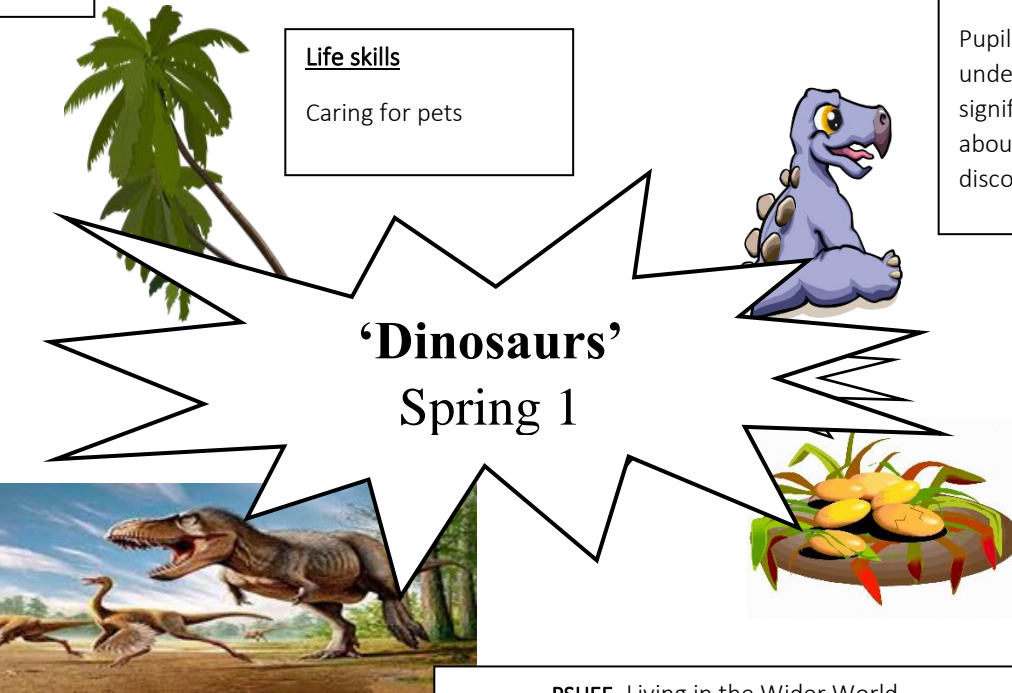 Life skills
Caring for pets
Pupil
unde
signif
abou
disco
‘Dinosaurs’
Spring 1
PSHEE Living in the Wider World